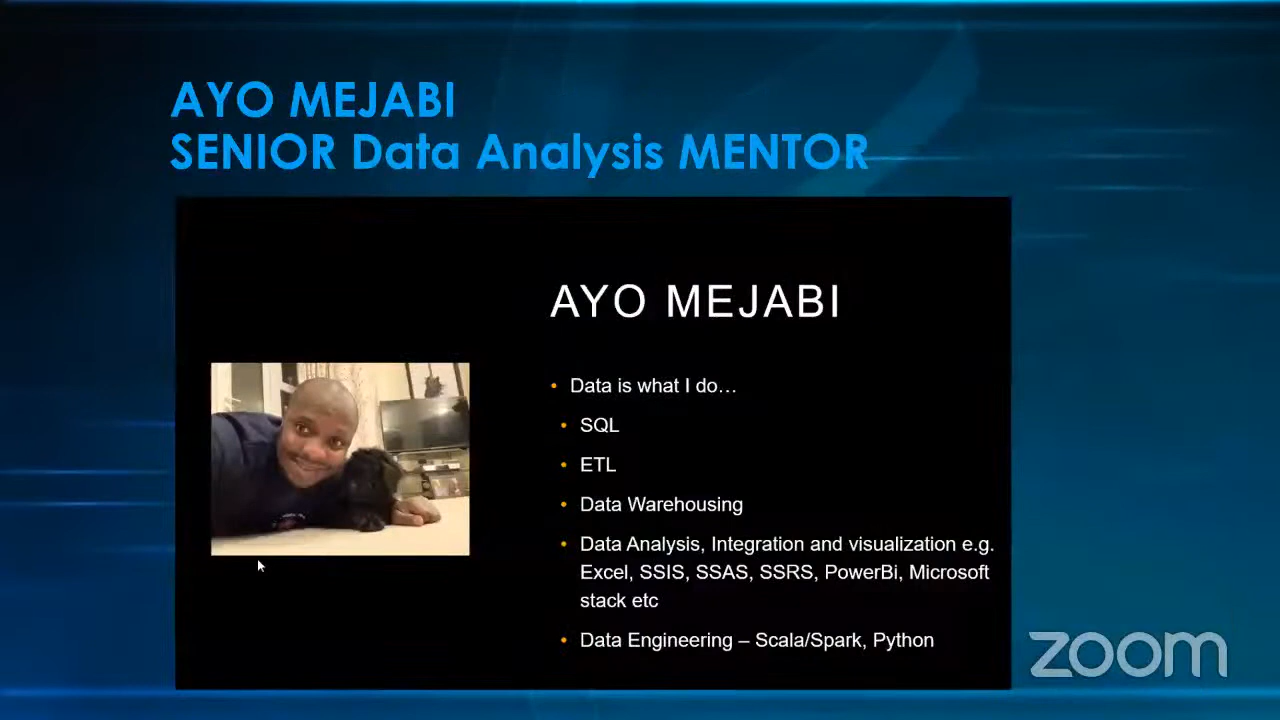 AYO MEJABI
SENIOR Data Analysis MENTOR
AYO MEJABI
• Data is what I do…
• SQL
• ETL
• Data Warehousing
• Data Analysis, Integration and visualization e.g.
Excel, SSIS, SSAS, SSRS, PowerBi, Microsoft
stack etc
• Data Engineering – Scala/Spark, Python
zoom